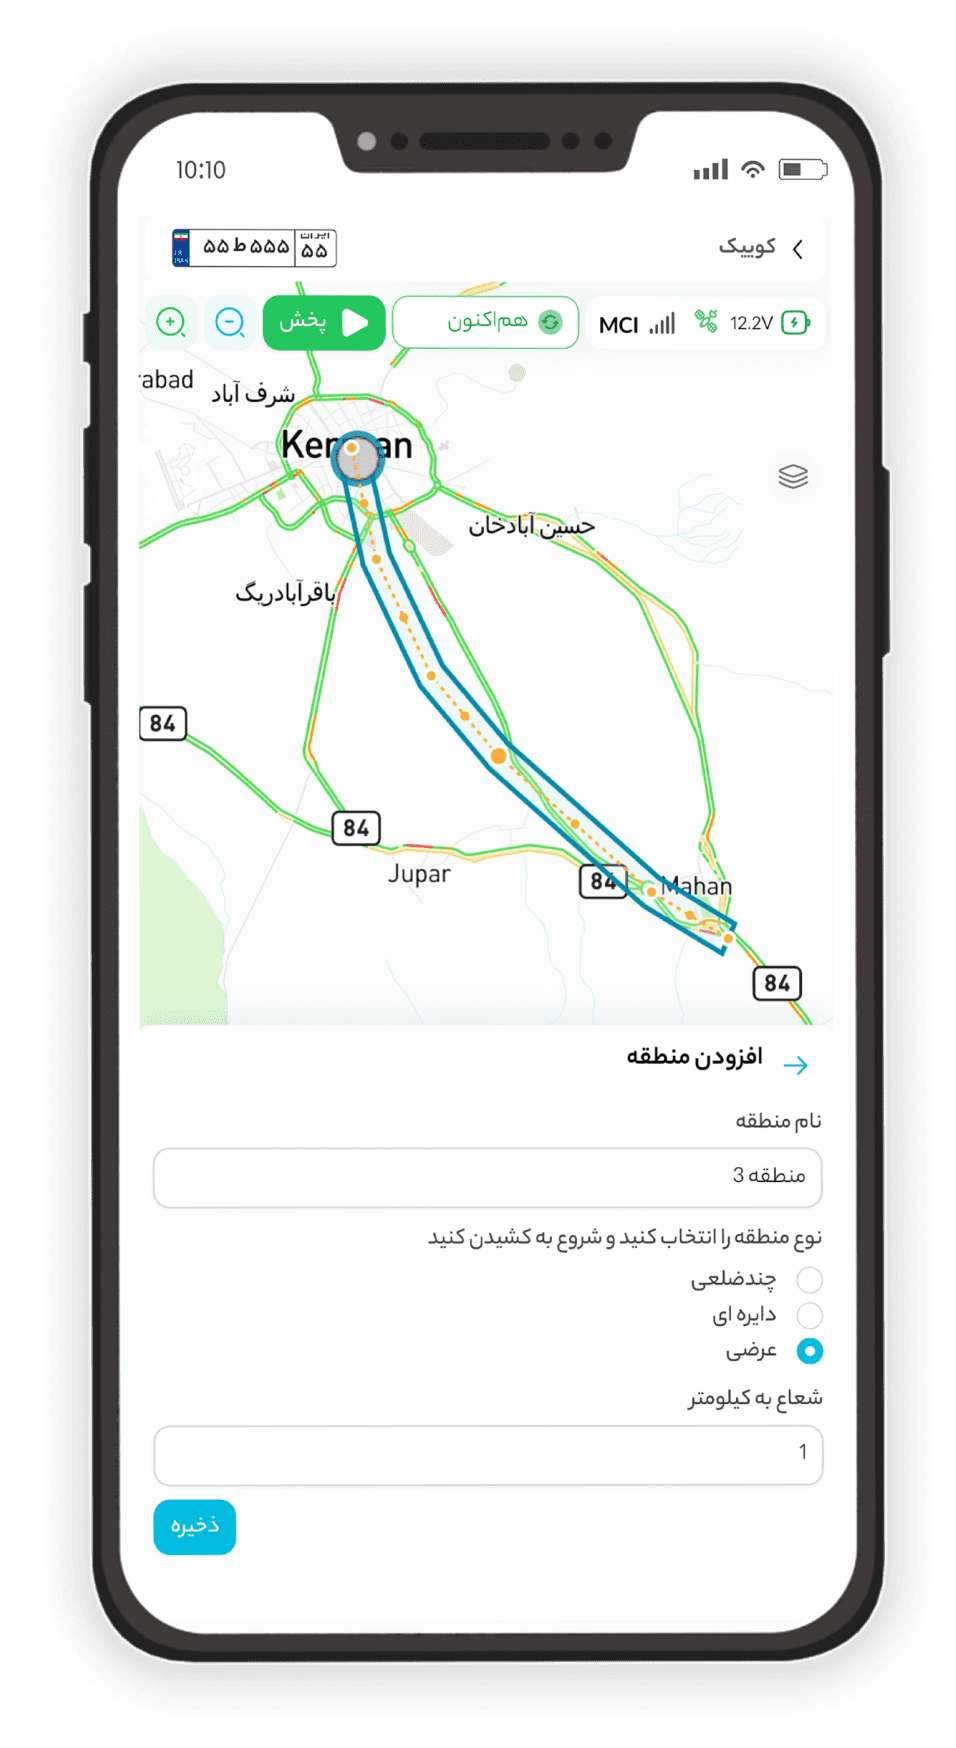 10:10
کوییک
ایران
۵۵ ط ۵۵۵
۵۵
I.R
IRAN
12.2V
MCI
هم‌اکنون
پخش
rabad
شرف آباد
Ker an
حسین آبادخان
باقرآبادریگ
84
84
Jupar
84
Mahan
84
افزودن منطقه
نام منطقه
منطقه 3
نوع منطقه را انتخاب کنید و شروع به کشیدن کنید
چندضلعی
دایره ای
عرضی
شعاع به کیلومتر
1
ذخیره